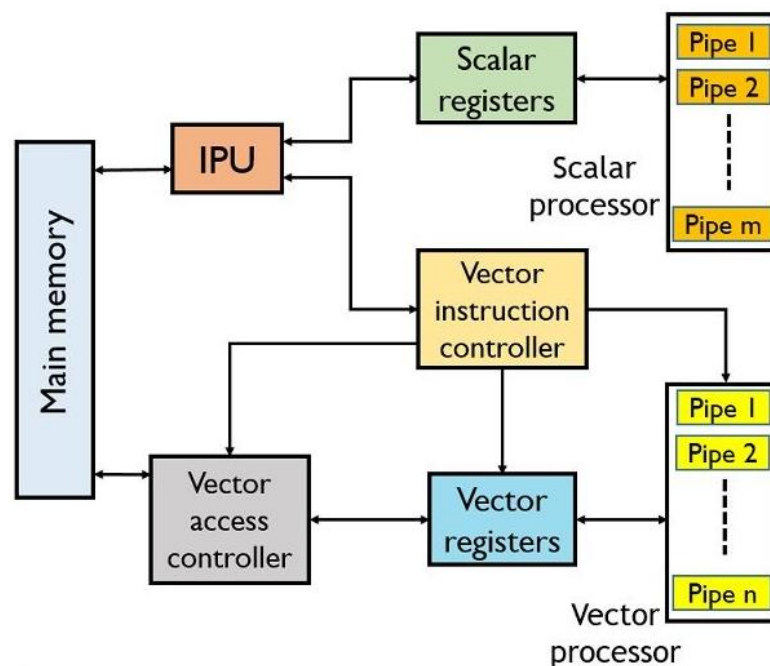 Scalar
registers
Pipe 1
Pipe 2
Pipe m
Scalar
processor
IPU
Main memory
Vector
instruction
controller
Vector
access
controller
Vector
registers
Pipe 1
Pipe 2
Pipe n
Vector
processor